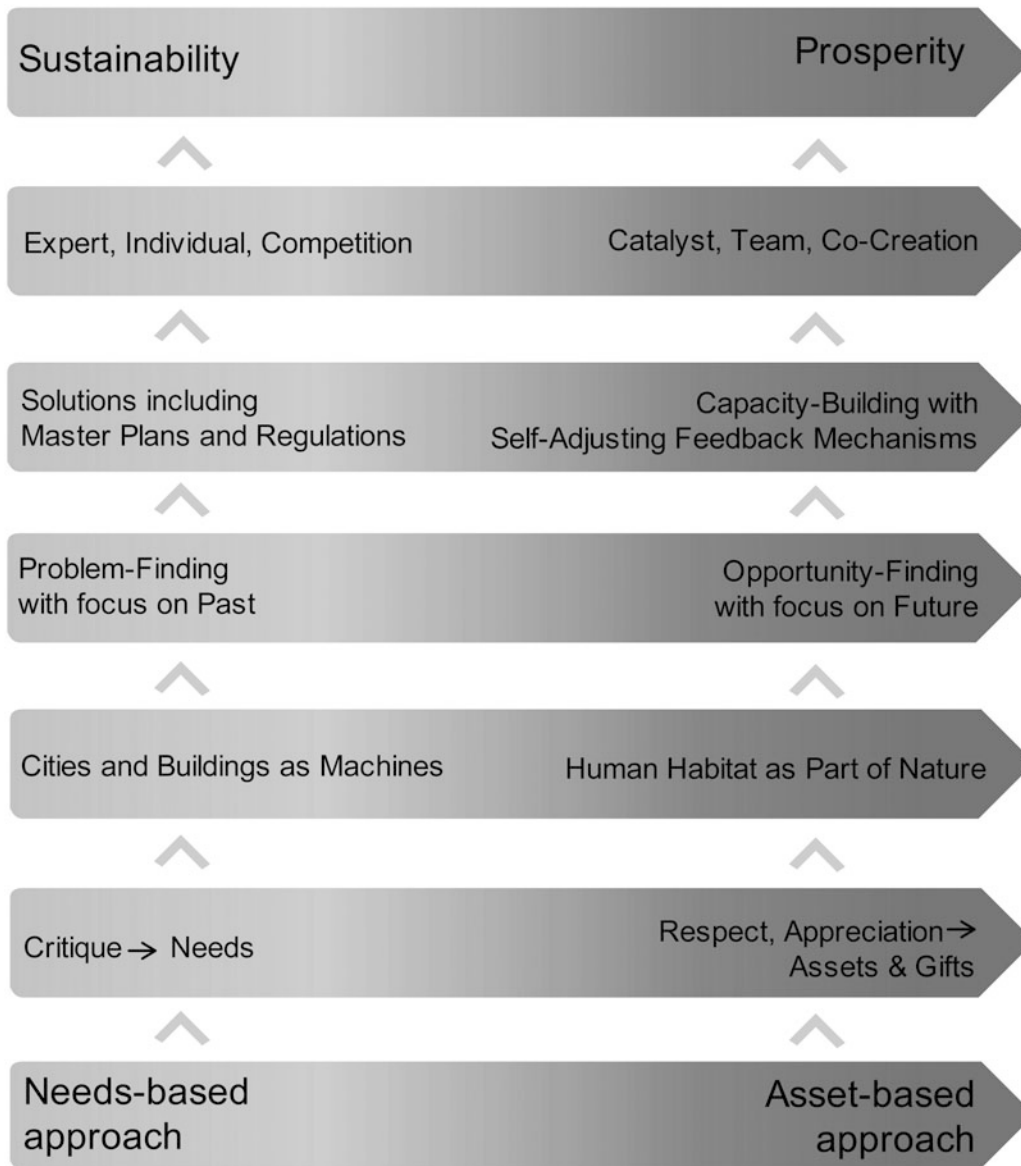 Sustainability
Prosperity
Expert, Individual, Competition
Catalyst, Team, Co-Creation
Solutions including
Master Plans and Regulations
Capacity-Building with
Self-Adjusting Feedback Mechanisms
Problem-Finding
with focus on Past
Opportunity-Finding
with focus on Future
Cities and Buildings as Machines
Human Habitat as Part of Nature
Critique → Needs
Respect, Appreciation →
Assets & Gifts
Needs-based
approach
Asset-based
approach